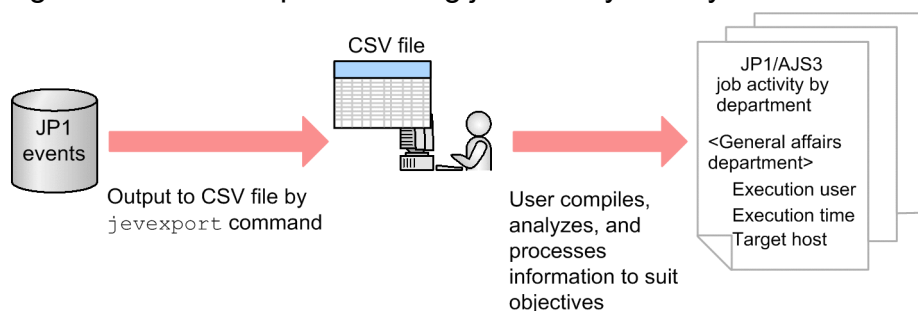 CSV file
JP1
events
Output to CSV file by
jevexport command
User compiles,
analyzes, and
processes
information to suit
objectives
JP1/AJS3
job activity by
department
<General affairs
department>
Execution user
Execution time
Target host